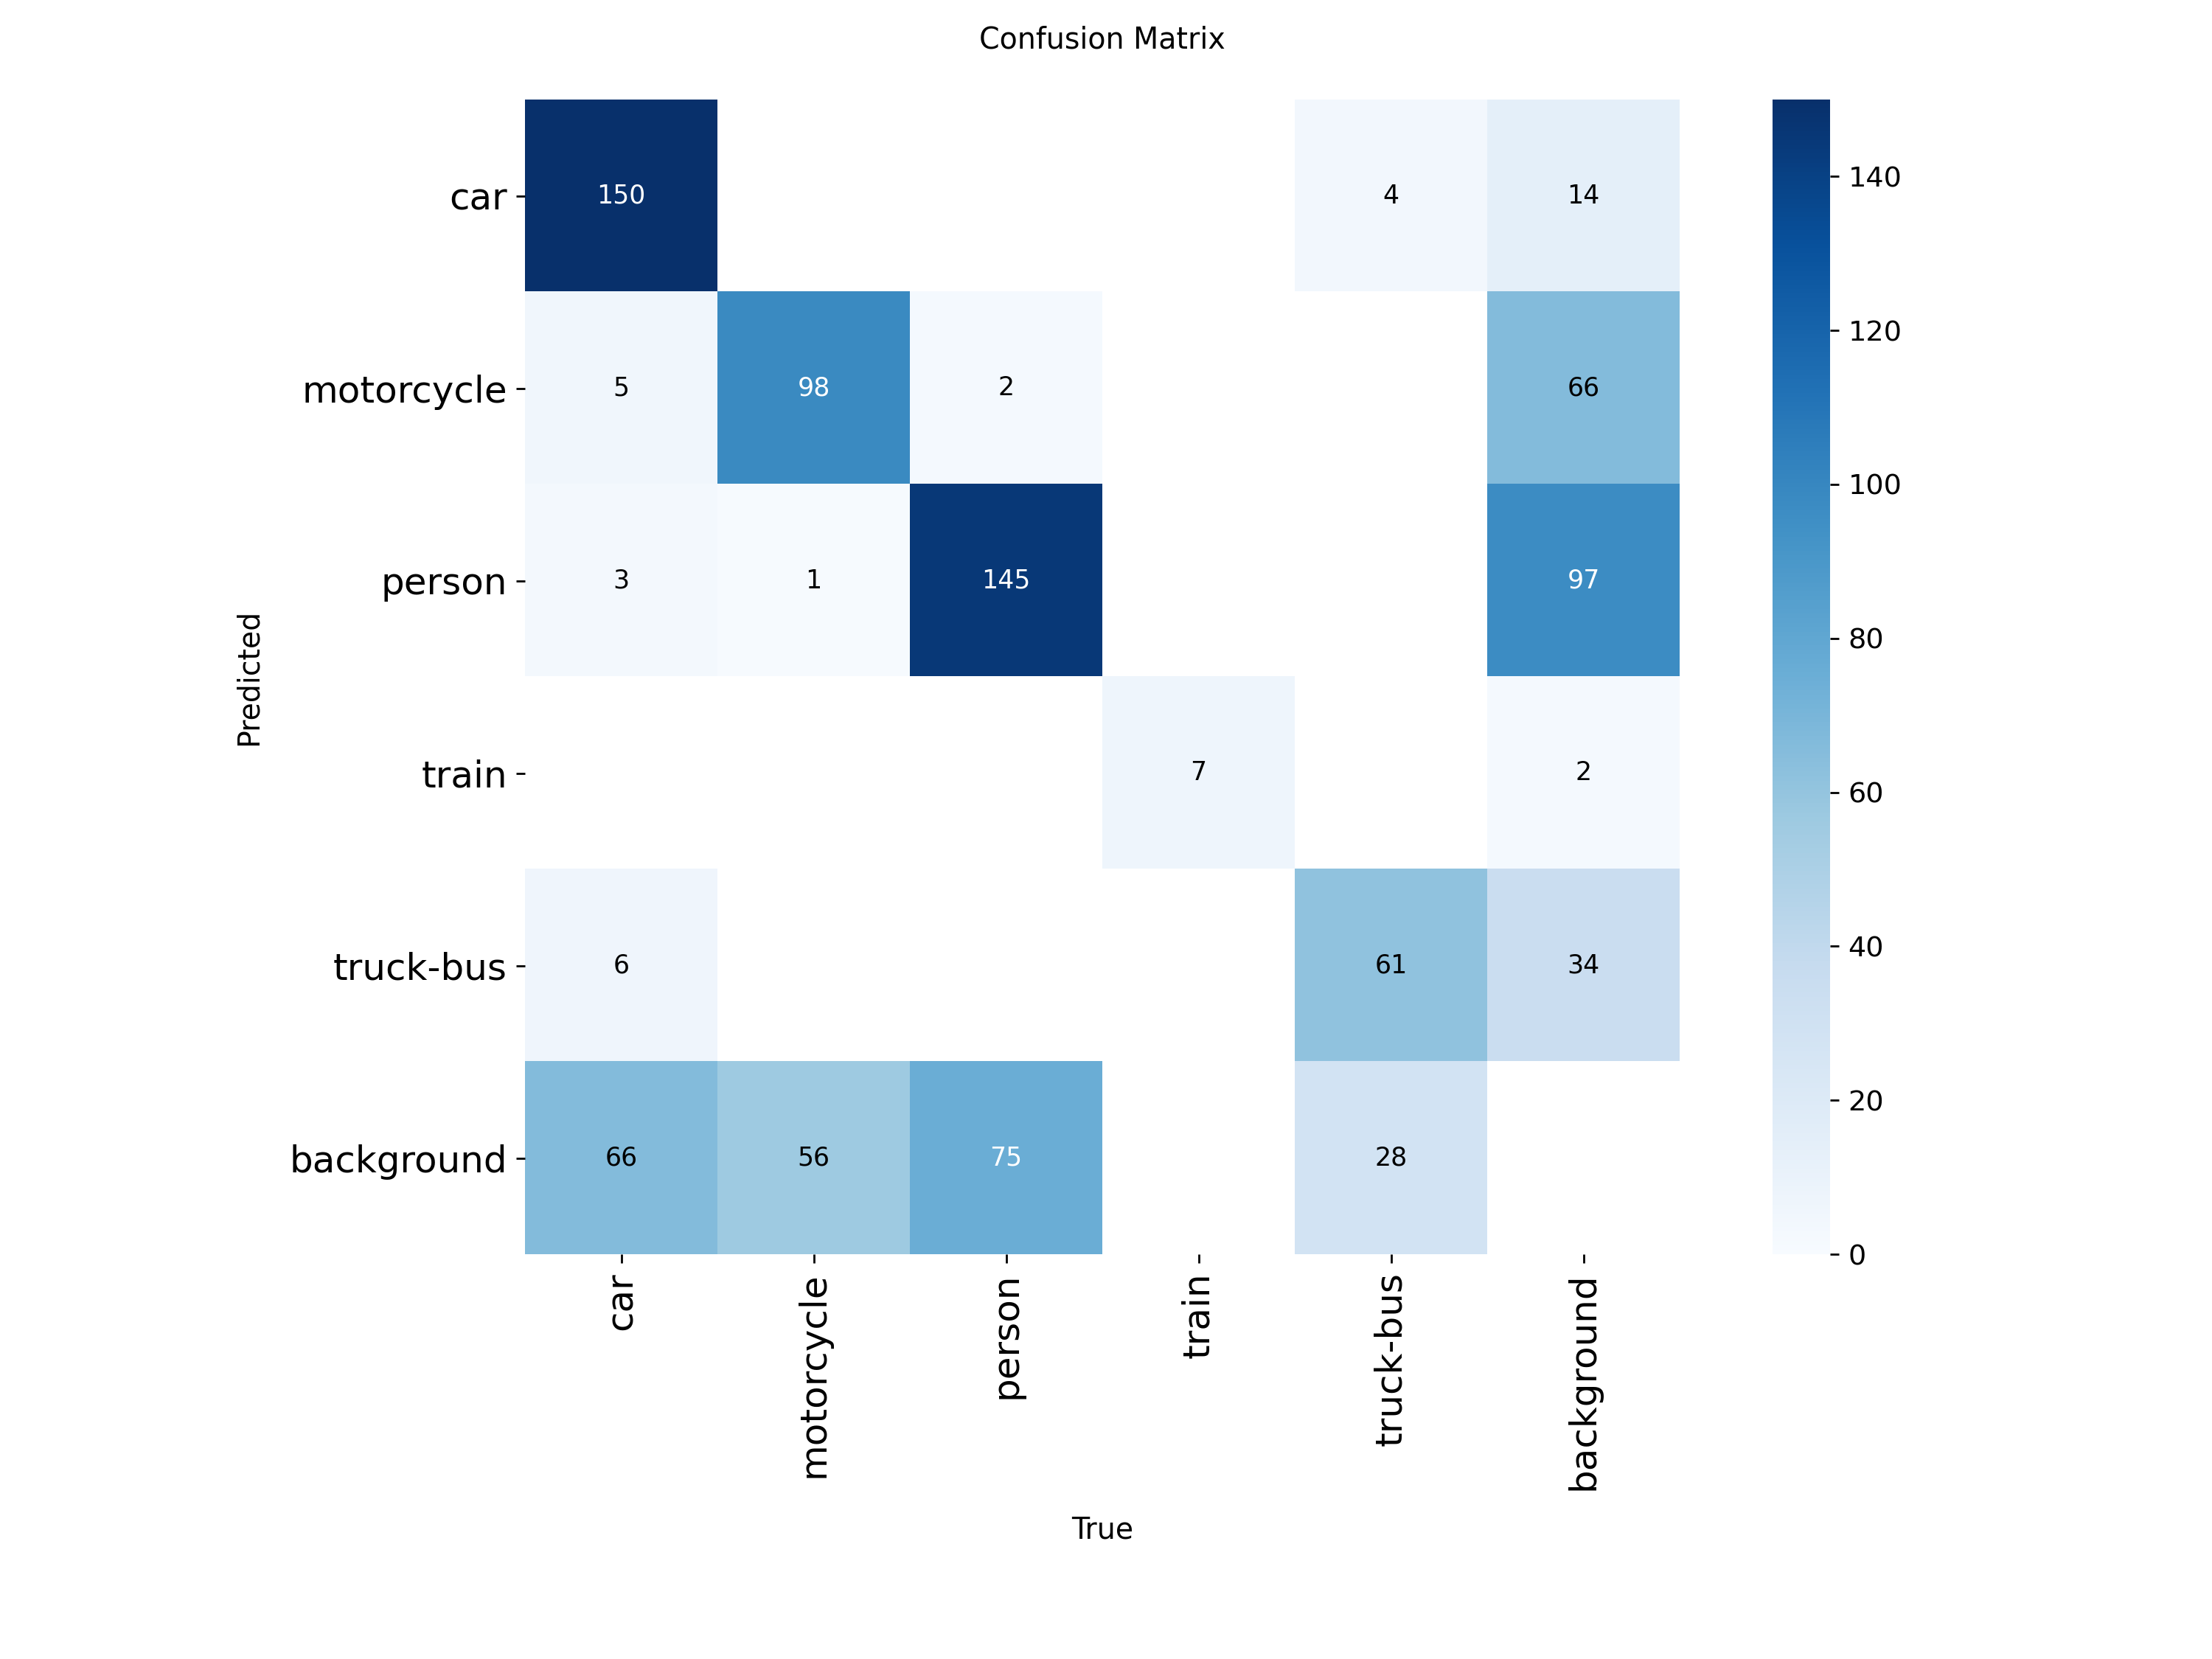 Confusion Matrix
car
150
4
14
140
motorcycle
5
98
2
66
120
person
3
1
145
97
100
Predicted
80
train
7
2
60
truck-bus
6
61
34
40
background
66
56
75
28
20
0
car
motorcycle
person
train
truck-bus
background
True